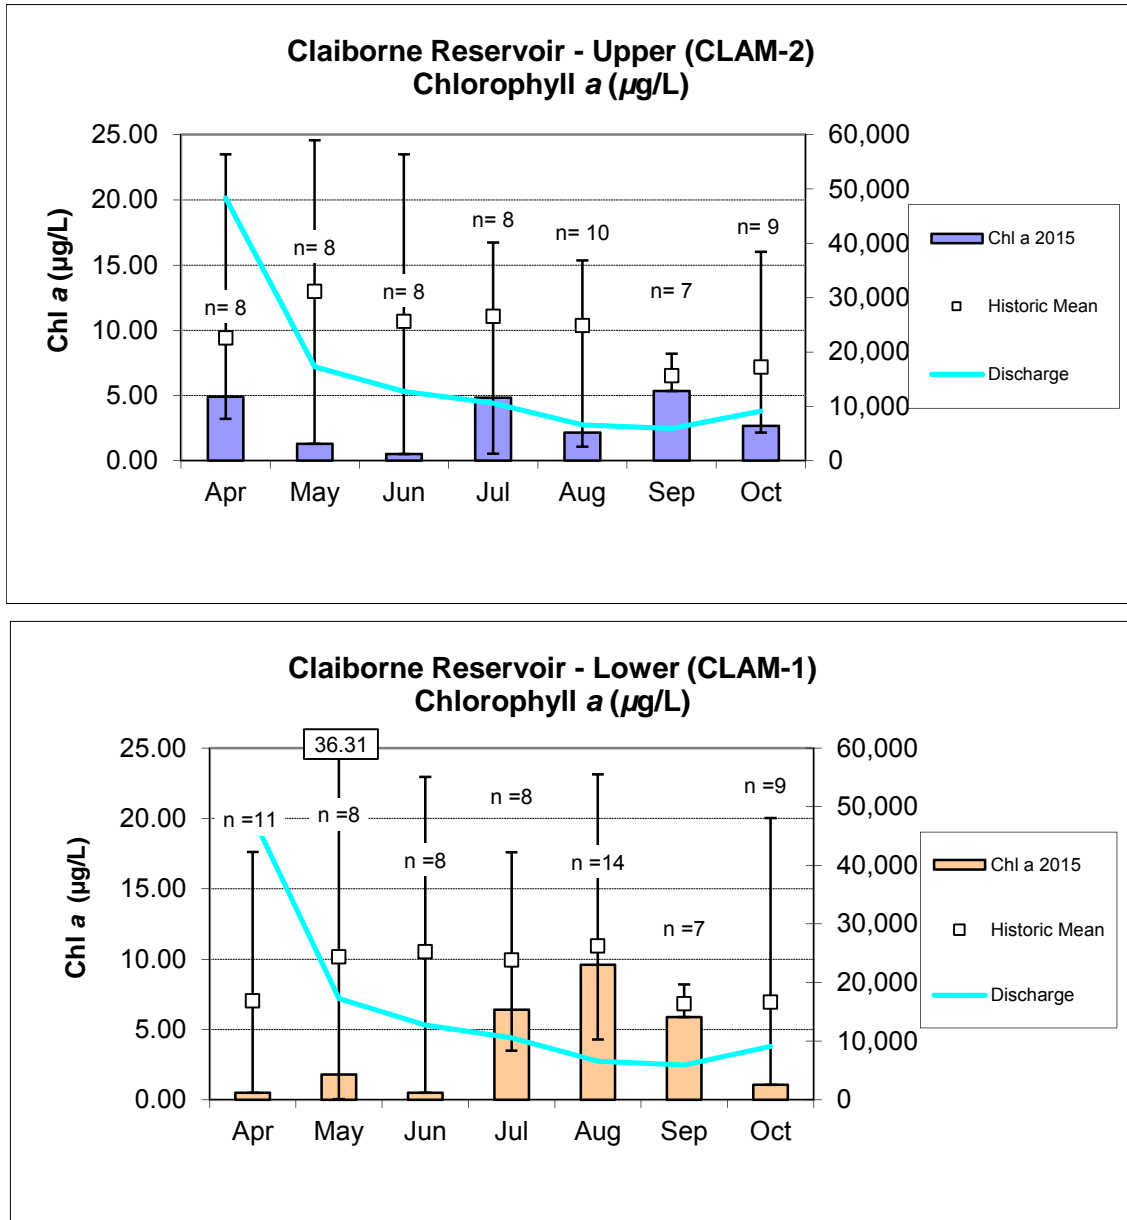 Claiborne Reservoir - Upper (CLAM-2)
Chlorophyll a (µg/L)
Chl a (µg/L)
25.00
20.00
15.00
10.00
5.00
0.00
60,000
50,000
40,000
30,000
20,000
10,000
0
n= 8
n= 8
n= 8
n= 8
n= 10
n= 7
n= 9
Apr May Jun Jul Aug Sep Oct
Chl a 2015
Historic Mean
Discharge
Claiborne Reservoir - Lower (CLAM-1)
Chlorophyll a (µg/L)
Chl a (µg/L)
25.00
20.00
15.00
10.00
5.00
0.00
60,000
50,000
40,000
30,000
20,000
10,000
0
36.31
n =11
n =8
n =8
n =8
n =14
n =7
n =9
Apr May Jun Jul Aug Sep Oct
Chl a 2015
Historic Mean
Discharge